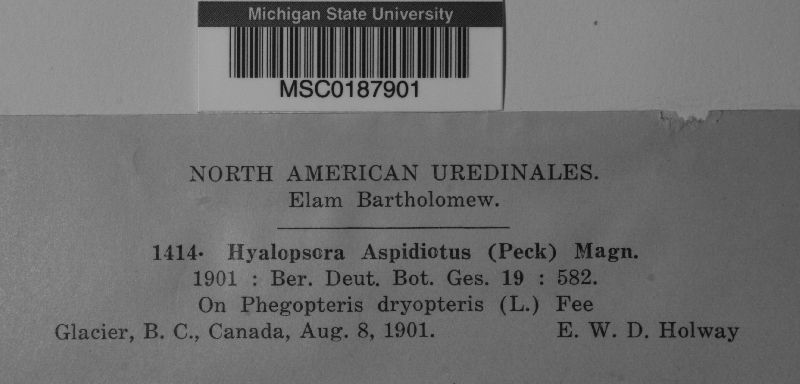 Michigan State University
MSC0187901
NORTH AMERICAN UREDINALES.
Elam Bartholomew.
1414. Hyalopsora Aspidiotus (Peck) Magn.
1901 : Ber. Deut. Bot. Ges. 19 : 582.
On Phegopteris dryopteris (L.) Fee
Glacier, B. C., Canada, Aug. 8, 1901. E. W. D. Holway